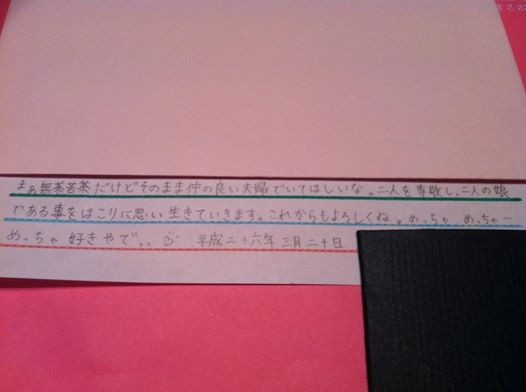 まぁ無茶苦茶だけどそのまま仲の良い夫婦でいてほしいな。二人を尊敬し、二人の娘
である事をほこりに思い生きていきます。これからもよろしくね。めっちゃ めっちゃ
めっちゃ 好きやで。。 平成二十六年 三月二十日